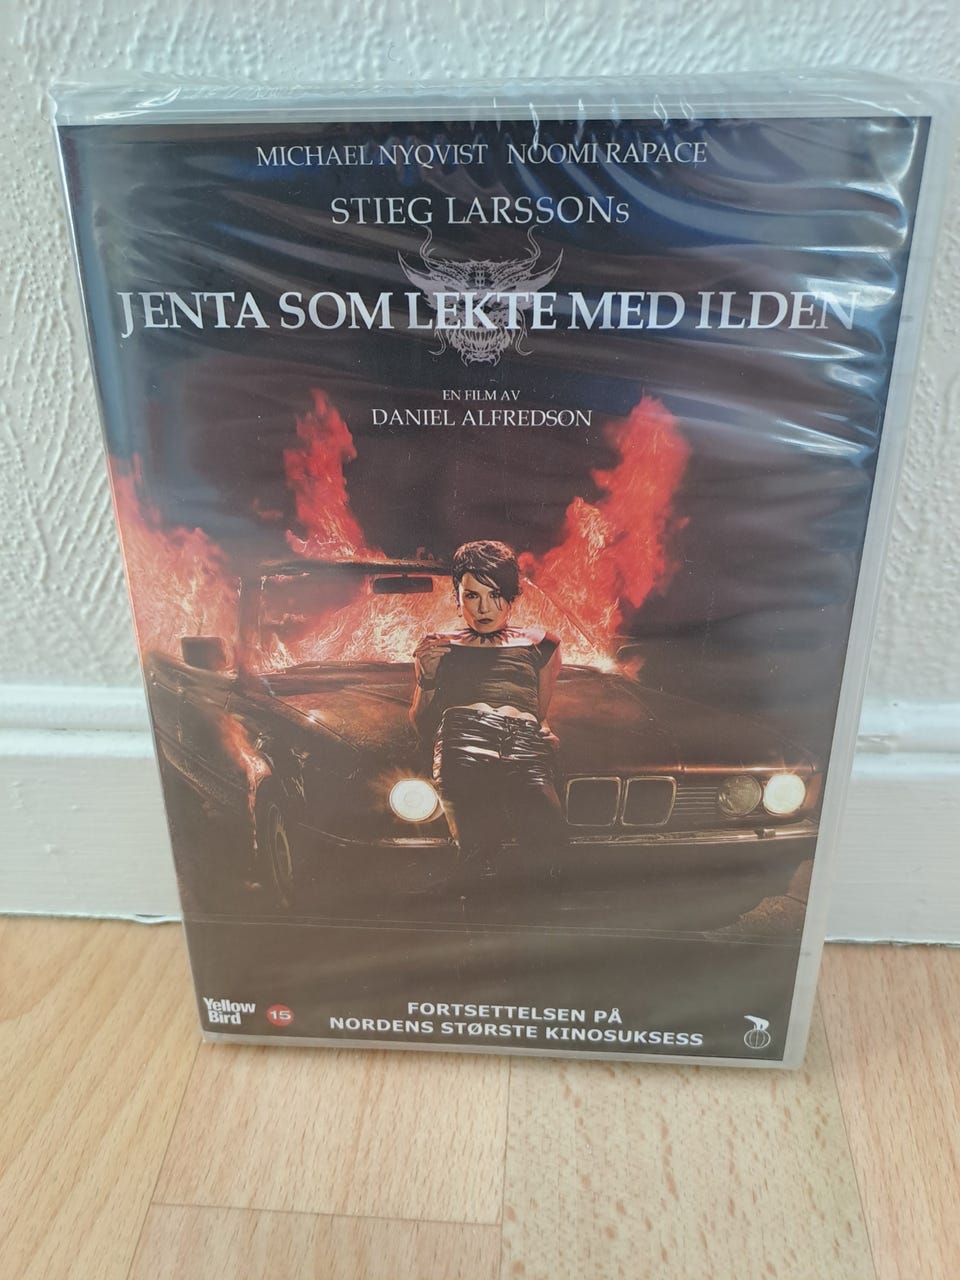 MICHAEL NYQVIST NOOMI RAPACE
STIEG LARSSONs
JENTA SOM LEKTE MED ILDEN
EN FILM AV
DANIEL ALFREDSON
Yellow
Bird
15
FORTSETTELSEN PÅ
NORDENS STØRSTE KINOSUKSESS